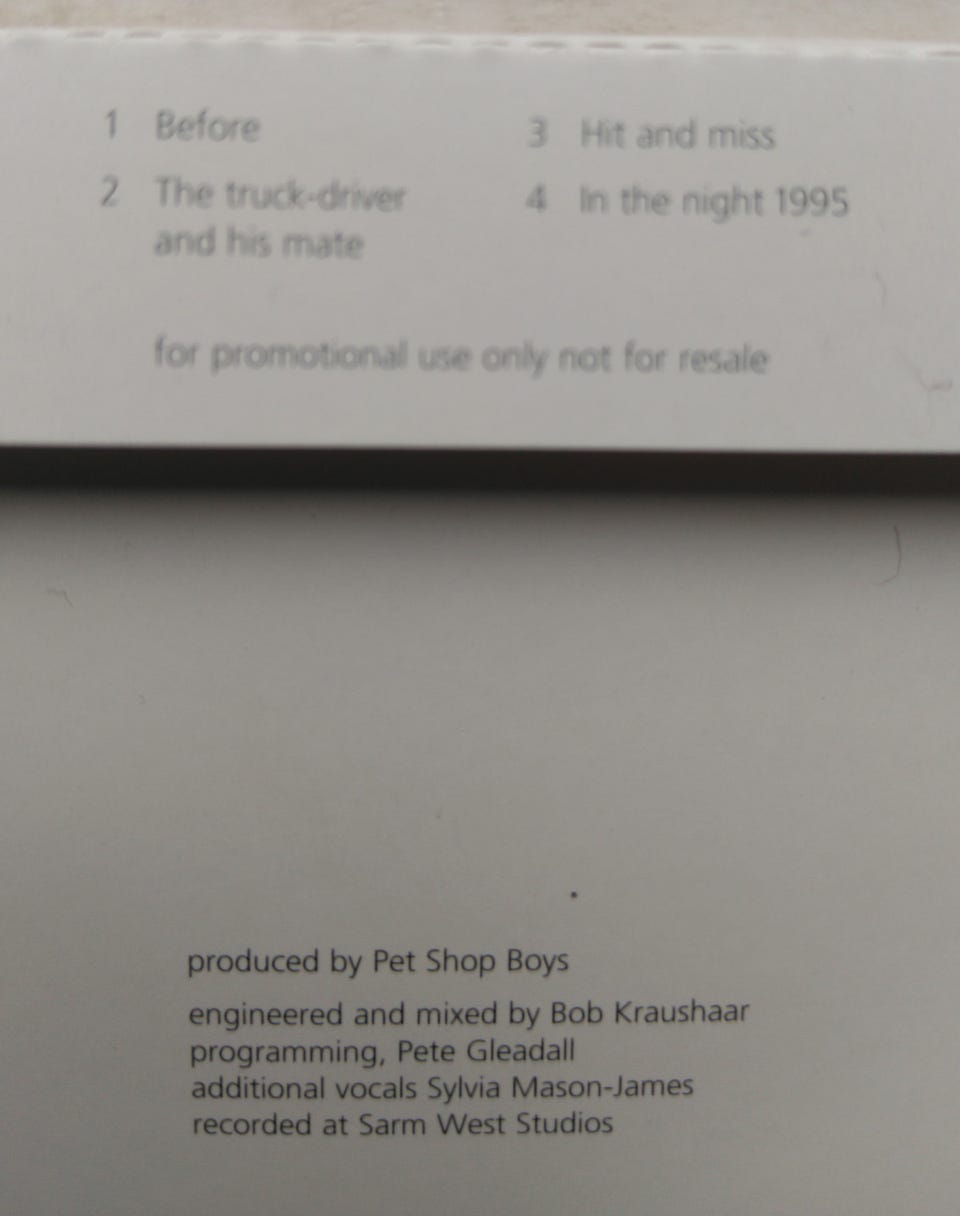 1 Before
2 The truck-driver
and his mate
3 Hit and miss
4 In the night 1995
for promotional use only not for resale
produced by Pet Shop Boys
engineered and mixed by Bob Kraushaar
programming, Pete Gleadall
additional vocals Sylvia Mason-James
recorded at Sarm West Studios